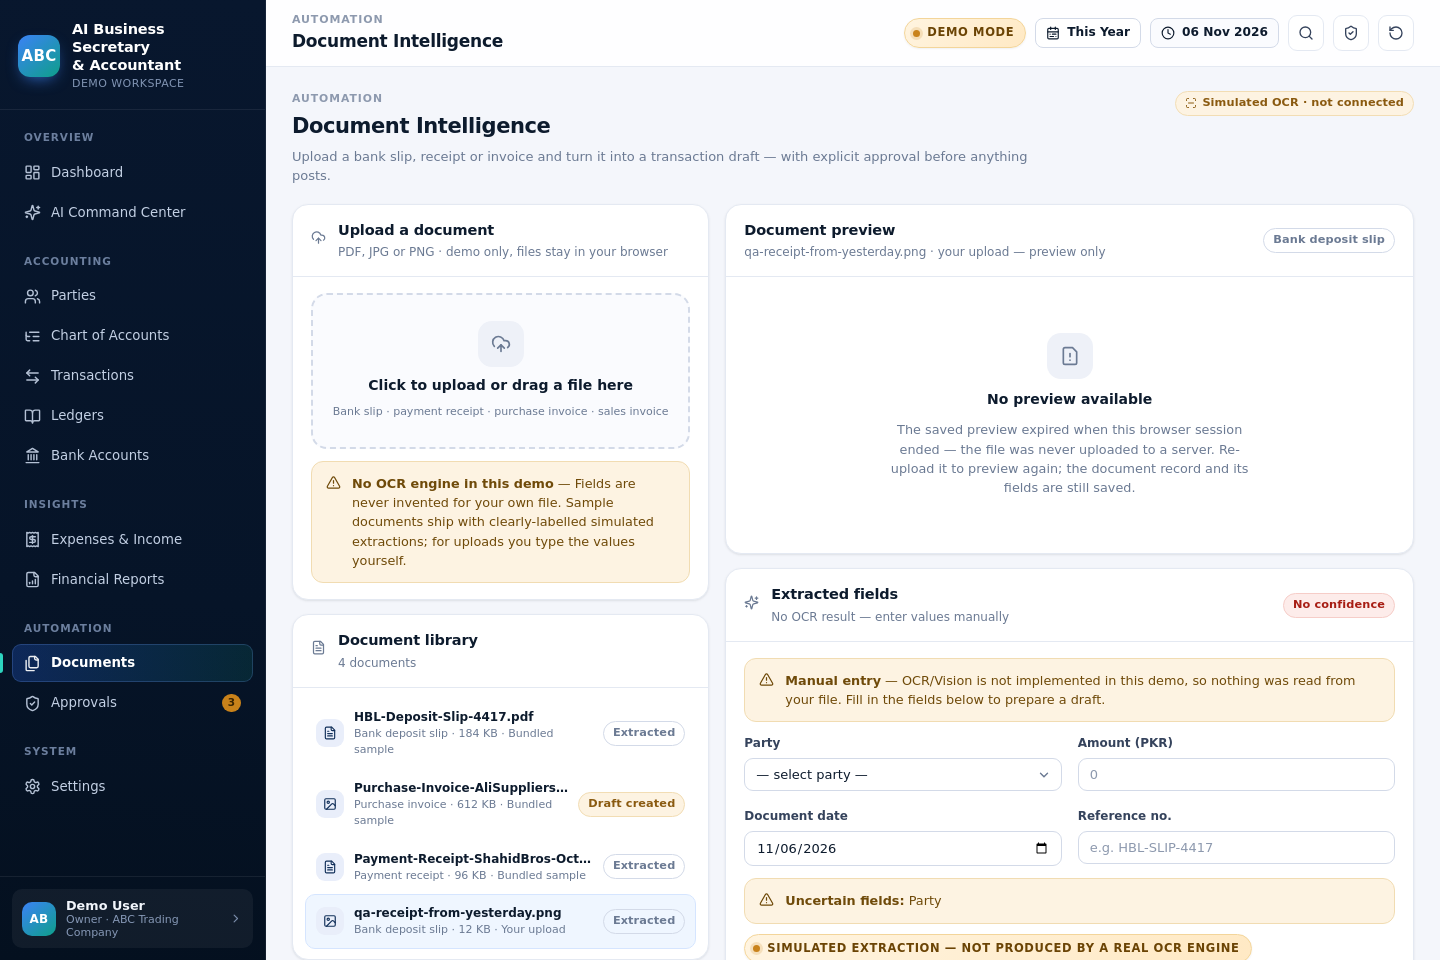 ABC
AI Business
Secretary
& Accountant
DEMO WORKSPACE
OVERVIEW
Dashboard
AI Command Center
ACCOUNTING
Parties
Chart of Accounts
Transactions
Ledgers
Bank Accounts
INSIGHTS
Expenses & Income
Financial Reports
AUTOMATION
Documents
Approvals
3
SYSTEM
Settings
AB
Demo User
Owner · ABC Trading
Company
AUTOMATION
Document Intelligence
DEMO MODE
This Year
06 Nov 2026
AUTOMATION
Document Intelligence
Upload a bank slip, receipt or invoice and turn it into a transaction draft — with explicit approval before anything
posts.
Simulated OCR · not connected
Upload a document
PDF, JPG or PNG · demo only, files stay in your browser
Click to upload or drag a file here
Bank slip · payment receipt · purchase invoice · sales invoice
No OCR engine in this demo — Fields are
never invented for your own file. Sample
documents ship with clearly-labelled simulated
extractions; for uploads you type the values
yourself.
Document library
4 documents
HBL-Deposit-Slip-4417.pdf
Bank deposit slip · 184 KB · Bundled
sample
Extracted
Purchase-Invoice-AliSuppliers...
Purchase invoice · 612 KB · Bundled
sample
Draft created
Payment-Receipt-ShahidBros-Oct...
Payment receipt · 96 KB · Bundled sample
Extracted
qa-receipt-from-yesterday.png
Bank deposit slip · 12 KB · Your upload
Extracted
Document preview
qa-receipt-from-yesterday.png · your upload — preview only
Bank deposit slip
No preview available
The saved preview expired when this browser session
ended — the file was never uploaded to a server. Re-
upload it to preview again; the document record and its
fields are still saved.
Extracted fields
No OCR result — enter values manually
No confidence
Manual entry — OCR/Vision is not implemented in this demo, so nothing was read from
your file. Fill in the fields below to prepare a draft.
Party
— select party —
Amount (PKR)
0
Document date
11/06/2026
Reference no.
e.g. HBL-SLIP-4417
Uncertain fields: Party
SIMULATED EXTRACTION — NOT PRODUCED BY A REAL OCR ENGINE